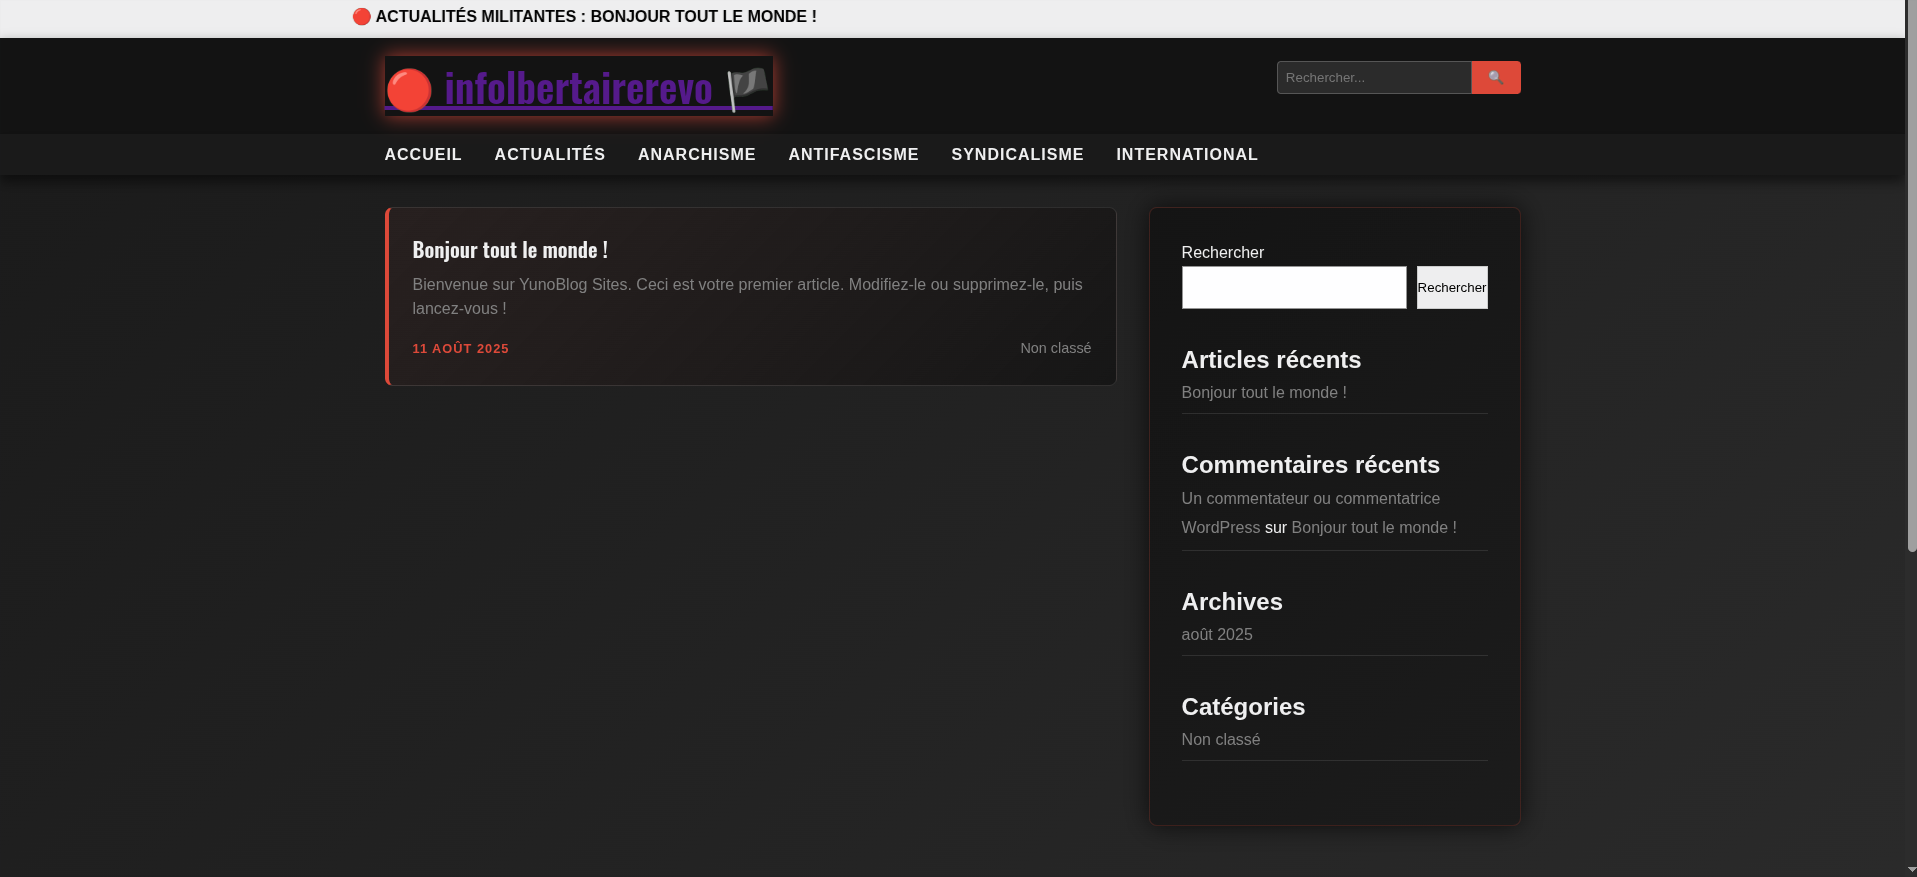 🔴 ACTUALITÉS MILITANTES : BONJOUR TOUT LE MONDE !
🔴 infolbertairerevo 🏴
Rechercher... 🔍
ACCUEIL ACTUALITÉS ANARCHISME ANTIFASCISME SYNDICALISME INTERNATIONAL
Bonjour tout le monde !
Bienvenue sur YunoBlog Sites. Ceci est votre premier article. Modifiez-le ou supprimez-le, puis
lancez-vous !
11 AOÛT 2025 Non classé
Rechercher
Rechercher
Articles récents
Bonjour tout le monde !
Commentaires récents
Un commentateur ou commentatrice
WordPress sur Bonjour tout le monde !
Archives
août 2025
Catégories
Non classé